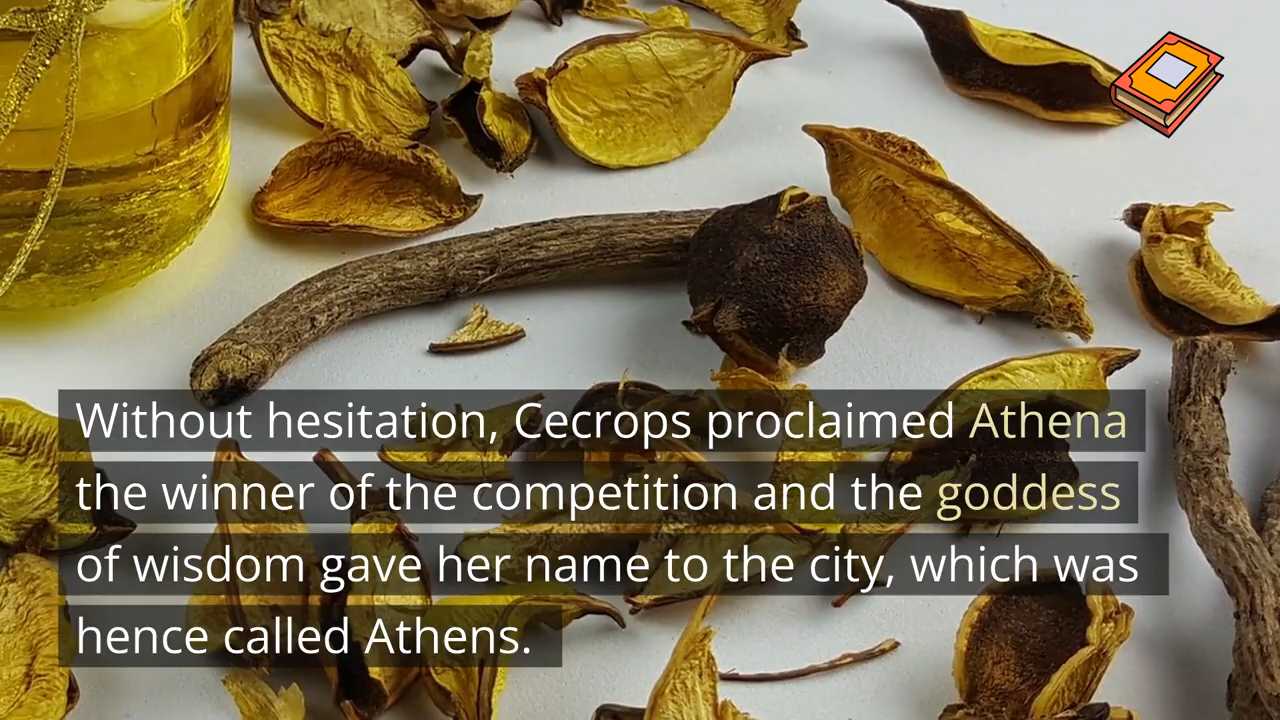 Without hesitation, Cecrops proclaimed Athena
the winner of the competition and the goddess
of wisdom gave her name to the city, which was
hence called Athens.